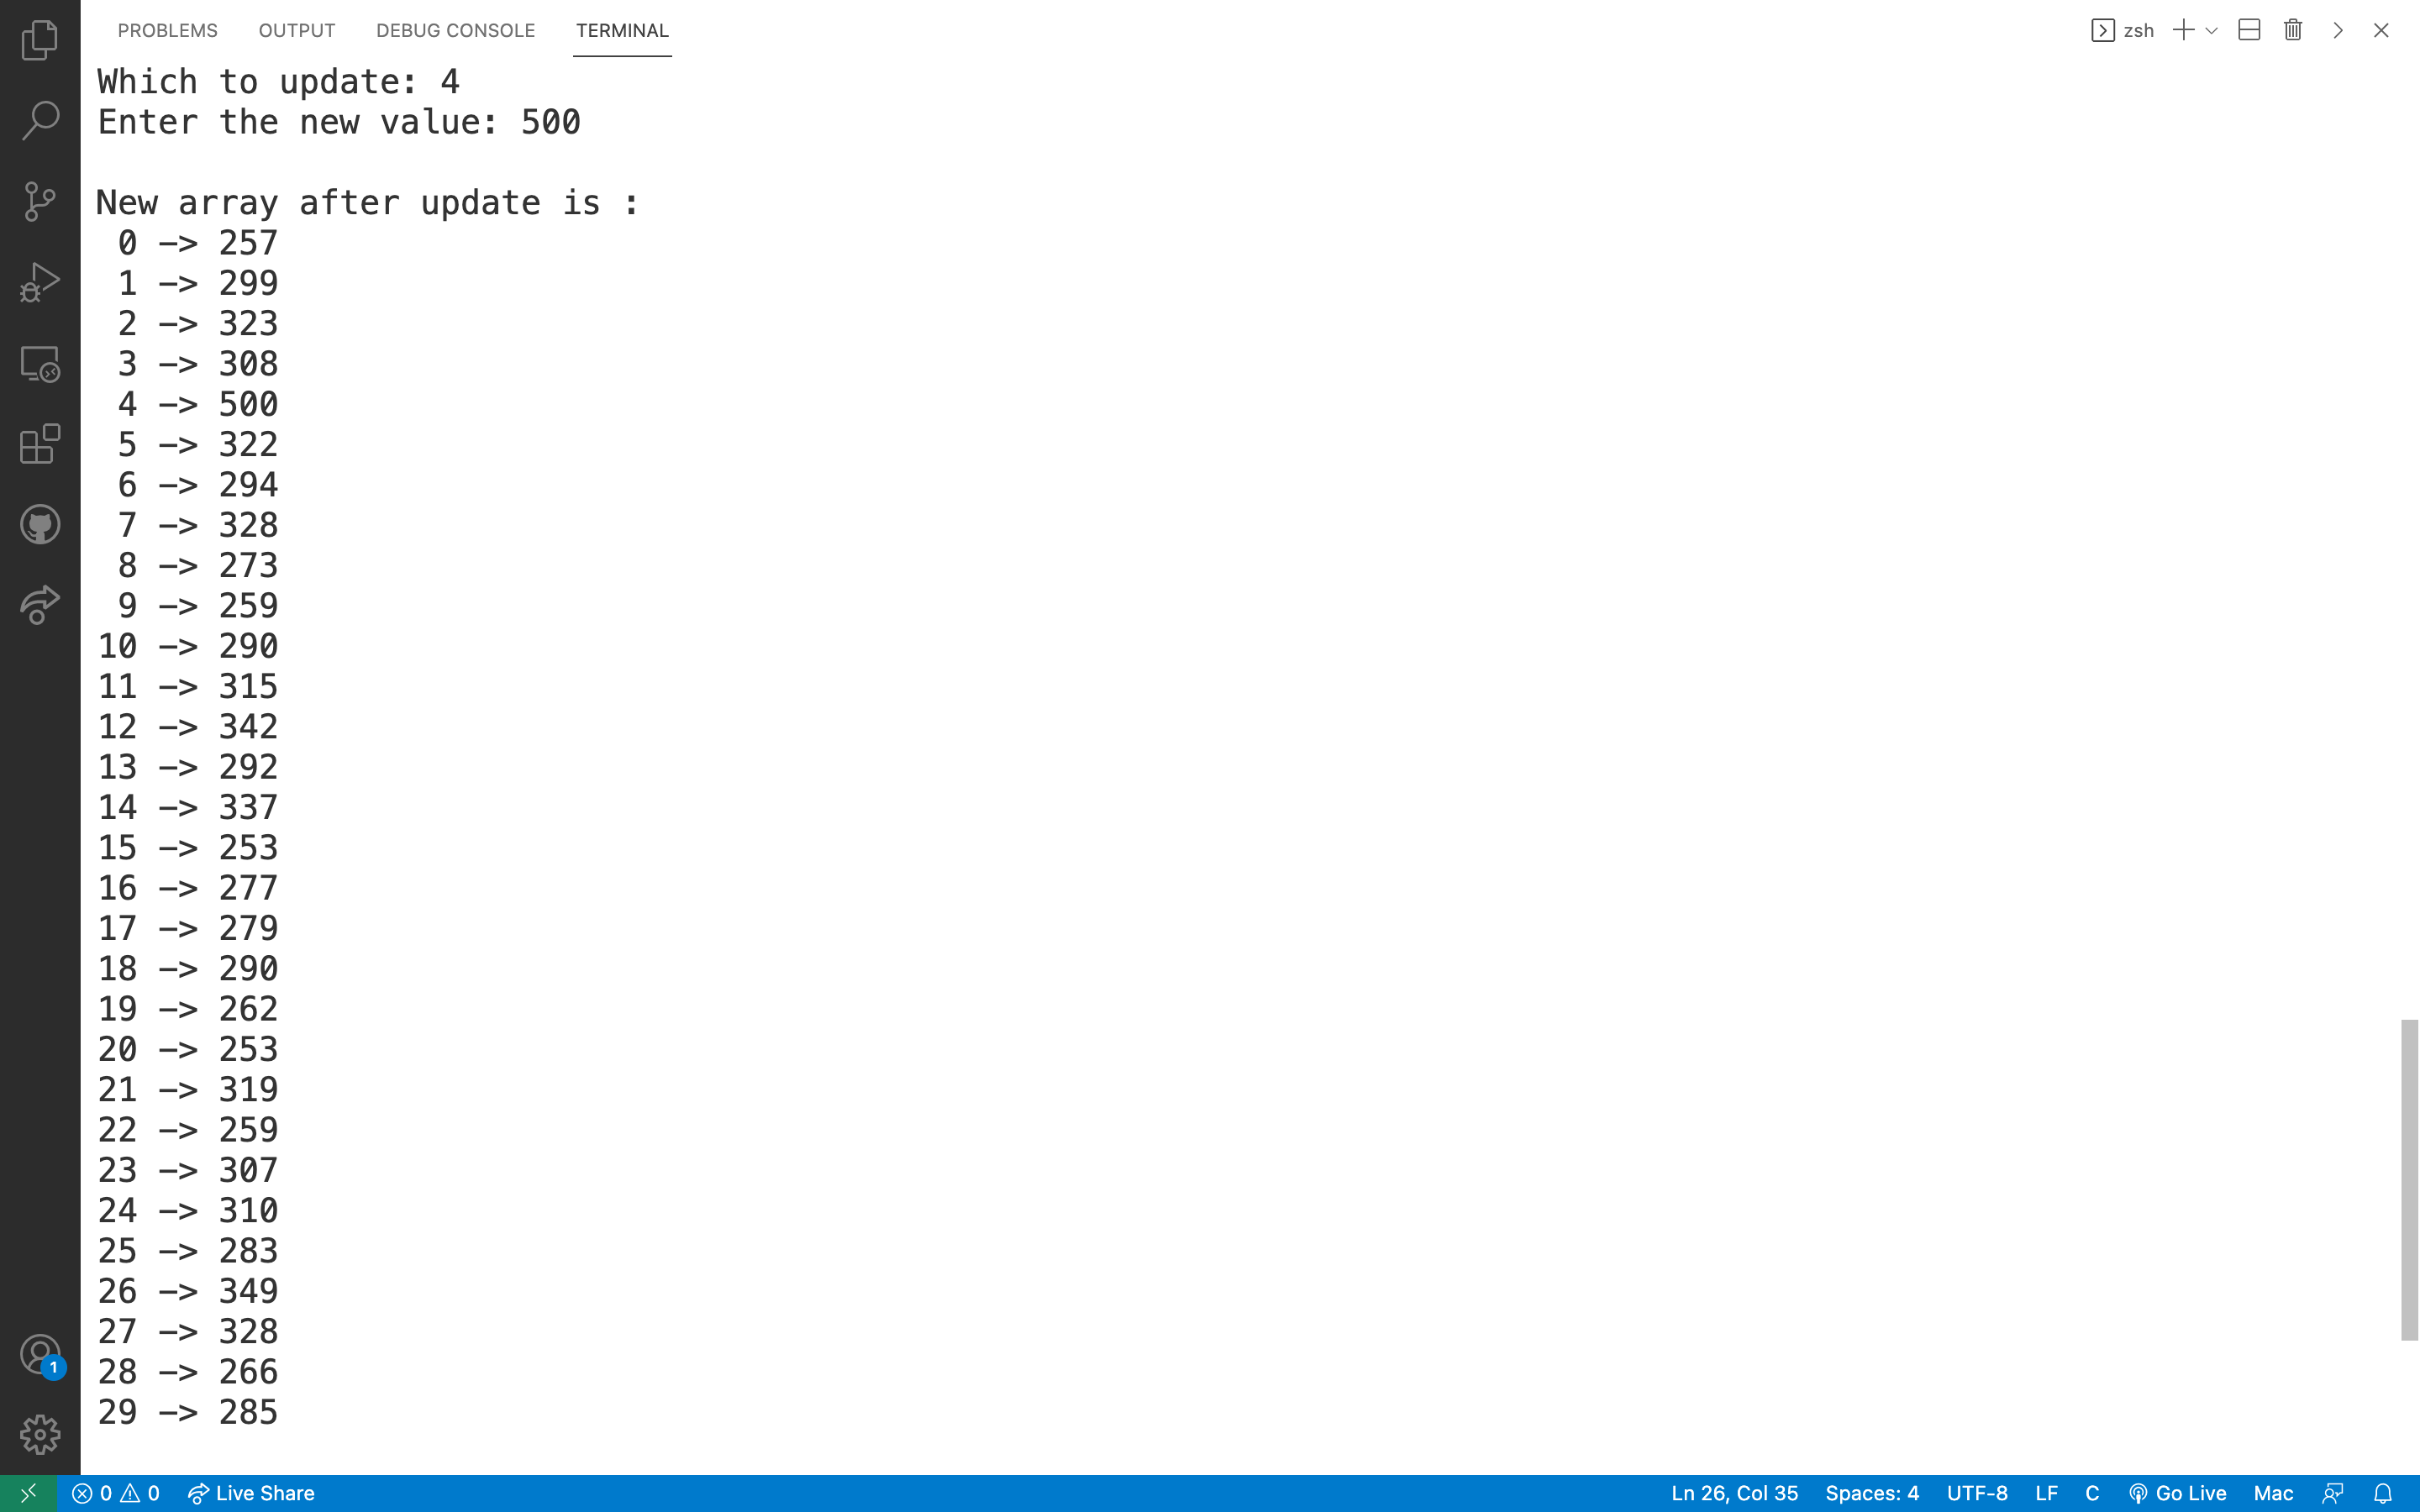 PROBLEMS OUTPUT DEBUG CONSOLE TERMINAL zsh
Which to update: 4
Enter the new value: 500
New array after update is :
0 -> 257
1 -> 299
2 -> 323
3 -> 308
4 -> 500
5 -> 322
6 -> 294
7 -> 328
8 -> 273
9 -> 259
10 -> 290
11 -> 315
12 -> 342
13 -> 292
14 -> 337
15 -> 253
16 -> 277
17 -> 279
18 -> 290
19 -> 262
20 -> 253
21 -> 319
22 -> 259
23 -> 307
24 -> 310
25 -> 283
26 -> 349
27 -> 328
28 -> 266
29 -> 285
1
0 0 Live Share Ln 26, Col 35 Spaces: 4 UTF-8 LF C Go Live Mac